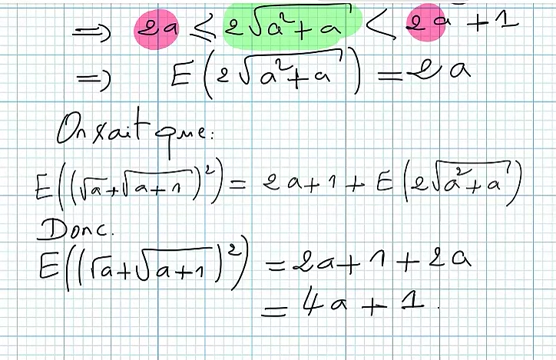 ⇒ 2a ≤ 2√(a²+a) < 2a+1
⇒ E(2√(a²+a)) = 2a
On sait que:
E((√a+√(a+1))²) = 2a+1+E(2√(a²+a))
Donc.
E((√a+√(a+1))²) = 2a+1+2a
= 4a+1.